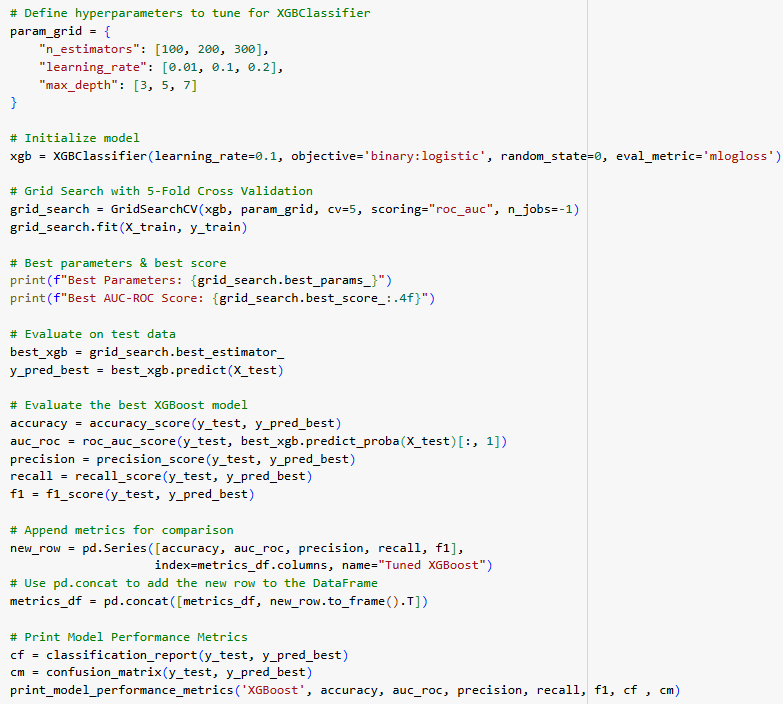 # Define hyperparameters to tune for XGBClassifier
param_grid = {
    "n_estimators": [100, 200, 300],
    "learning_rate": [0.01, 0.1, 0.2],
    "max_depth": [3, 5, 7]
}
# Initialize model
xgb = XGBClassifier(learning_rate=0.1, objective='binary:logistic', random_state=0, eval_metric='mlogloss')
# Grid Search with 5-Fold Cross Validation
grid_search = GridSearchCV(xgb, param_grid, cv=5, scoring="roc_auc", n_jobs=-1)
grid_search.fit(X_train, y_train)
# Best parameters & best score
print(f"Best Parameters: {grid_search.best_params_}")
print(f"Best AUC-ROC Score: {grid_search.best_score_:.4f}")
# Evaluate on test data
best_xgb = grid_search.best_estimator_
y_pred_best = best_xgb.predict(X_test)
# Evaluate the best XGBoost model
accuracy = accuracy_score(y_test, y_pred_best)
auc_roc = roc_auc_score(y_test, best_xgb.predict_proba(X_test)[:, 1])
precision = precision_score(y_test, y_pred_best)
recall = recall_score(y_test, y_pred_best)
f1 = f1_score(y_test, y_pred_best)
# Append metrics for comparison
new_row = pd.Series([accuracy, auc_roc, precision, recall, f1],
                    index=metrics_df.columns, name="Tuned XGBoost")
# Use pd.concat to add the new row to the DataFrame
metrics_df = pd.concat([metrics_df, new_row.to_frame().T])
# Print Model Performance Metrics
cf = classification_report(y_test, y_pred_best)
cm = confusion_matrix(y_test, y_pred_best)
print_model_performance_metrics('XGBoost', accuracy, auc_roc, precision, recall, f1, cf , cm)